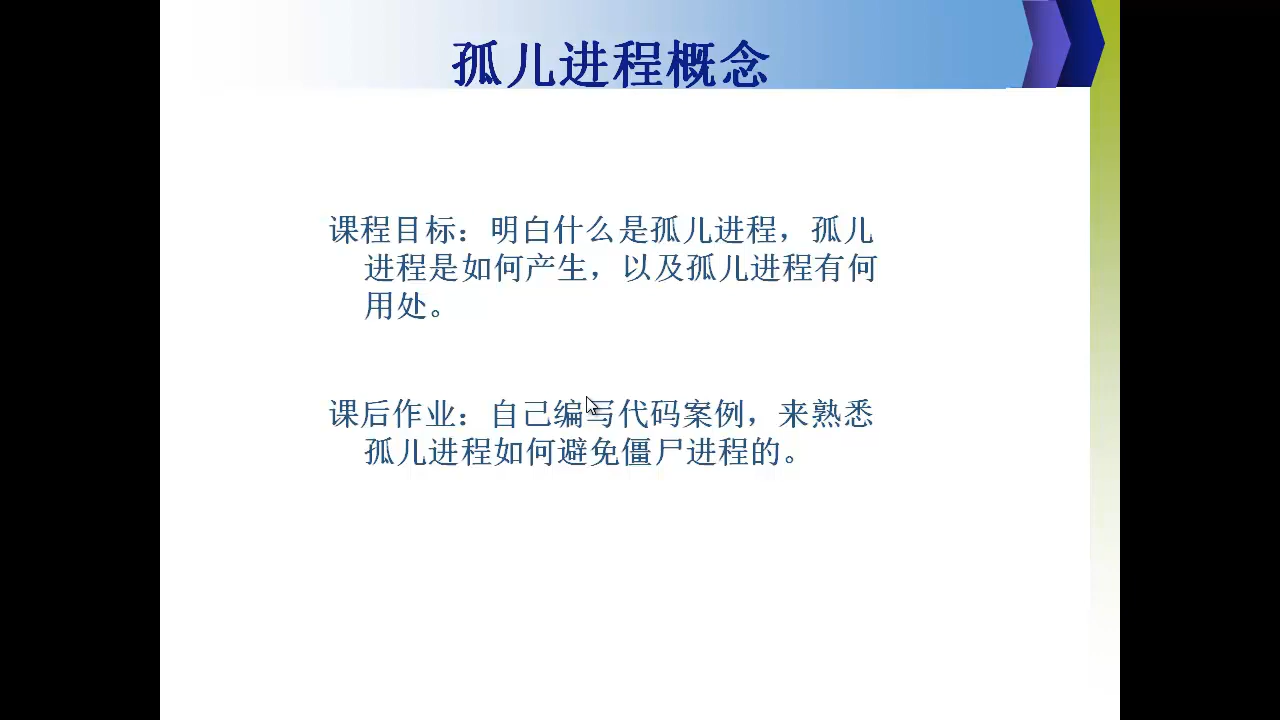 孤儿进程概念
课程目标：明白什么是孤儿进程，孤儿
进程是如何产生，以及孤儿进程有何
用处。
课后作业：自己编写代码案例，来熟悉
孤儿进程如何避免僵尸进程的。